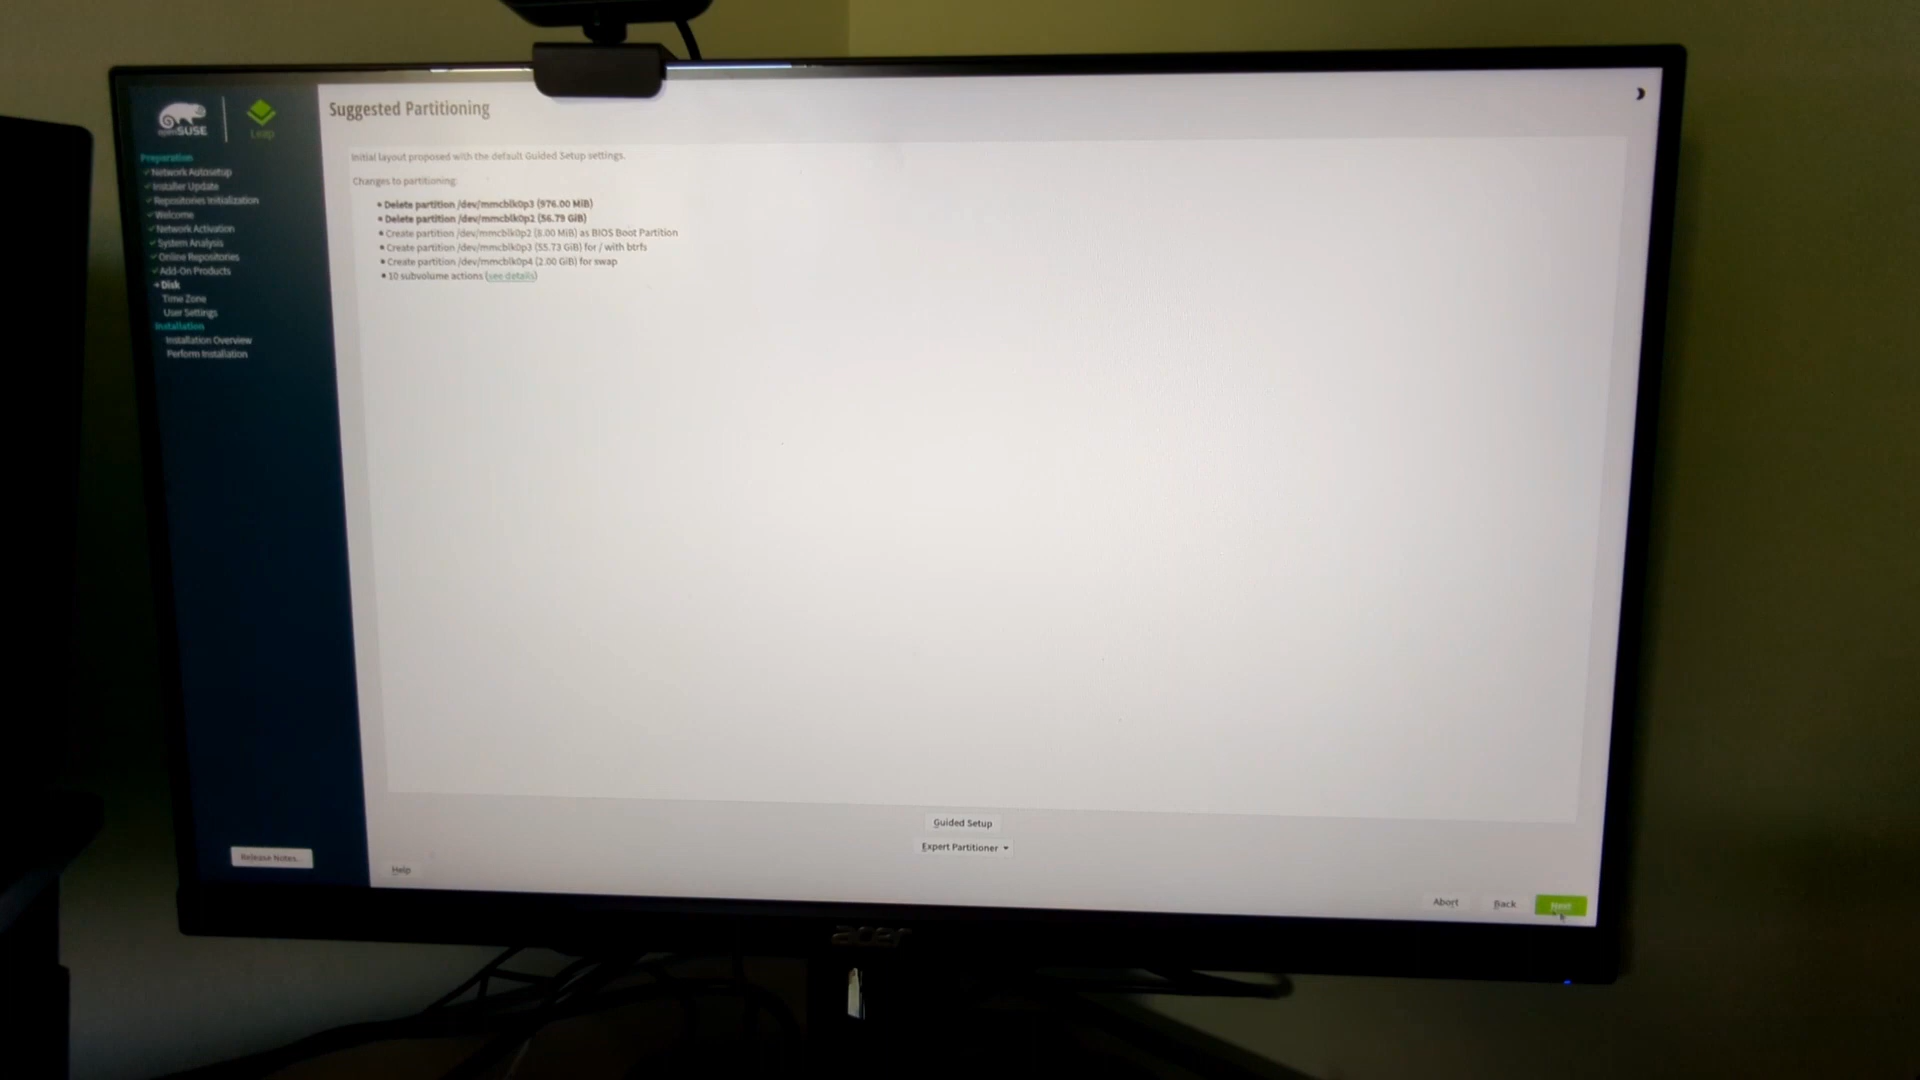 openSUSE
Leap
Suggested Partitioning
Preparation
Network Autosetup
Installer Update
Repositories Initialization
Welcome
Network Activation
System Analysis
Online Repositories
Add-On Products
Disk
Time Zone
User Settings
Installation
Installation Overview
Perform Installation
Release Notes...
Initial layout proposed with the default Guided Setup settings.
Changes to partitioning:
• Delete partition /dev/mmcblk0p3 (976.00 MiB)
• Delete partition /dev/mmcblk0p2 (56.79 GiB)
• Create partition /dev/mmcblk0p2 (8.00 MiB) as BIOS Boot Partition
• Create partition /dev/mmcblk0p3 (55.73 GiB) for / with btrfs
• Create partition /dev/mmcblk0p4 (2.00 GiB) for swap
• 10 subvolume actions (see details)
Guided Setup
Expert Partitioner
Help
Abort
Back
Next
acer